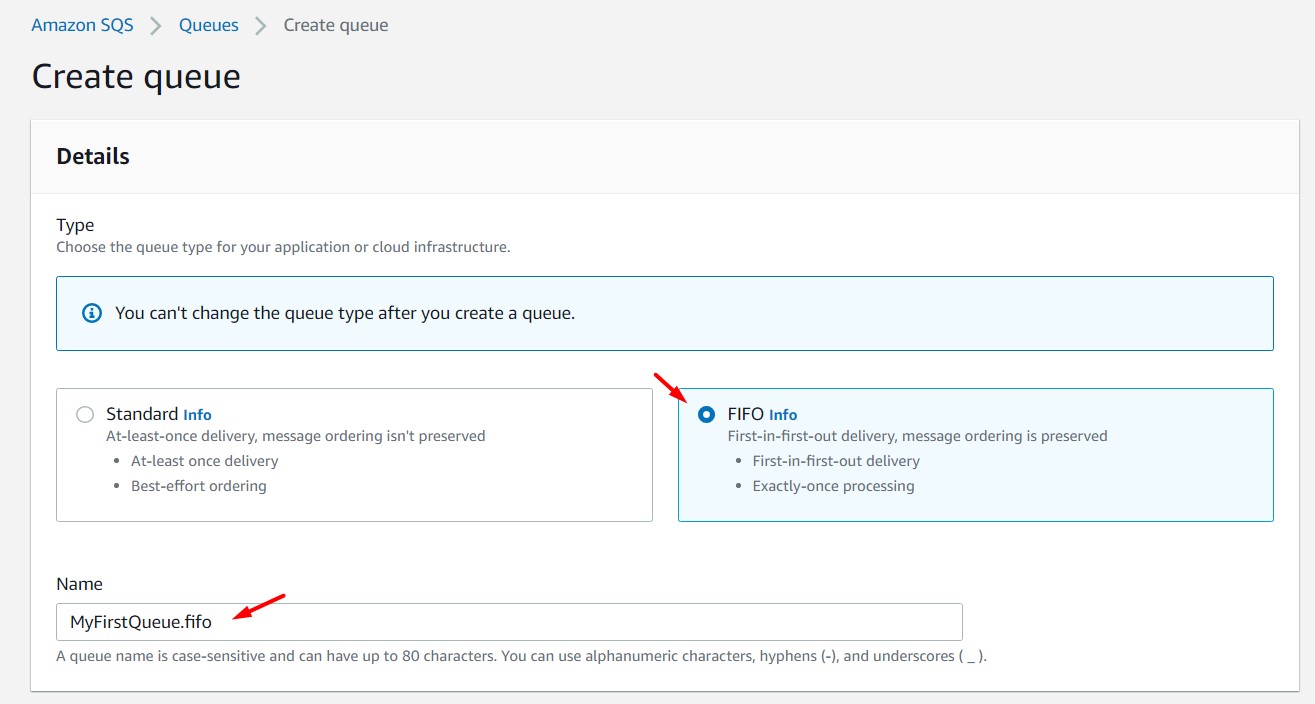 Amazon SQS > Queues > Create queue
Create queue
Details
Type
Choose the queue type for your application or cloud infrastructure.
You can't change the queue type after you create a queue.
Standard Info
At-least-once delivery, message ordering isn't preserved
• At-least once delivery
• Best-effort ordering
FIFO Info
First-in-first-out delivery, message ordering is preserved
• First-in-first-out delivery
• Exactly-once processing
Name
MyFirstQueue.fifo
A queue name is case-sensitive and can have up to 80 characters. You can use alphanumeric characters, hyphens (-), and underscores ( _ ).